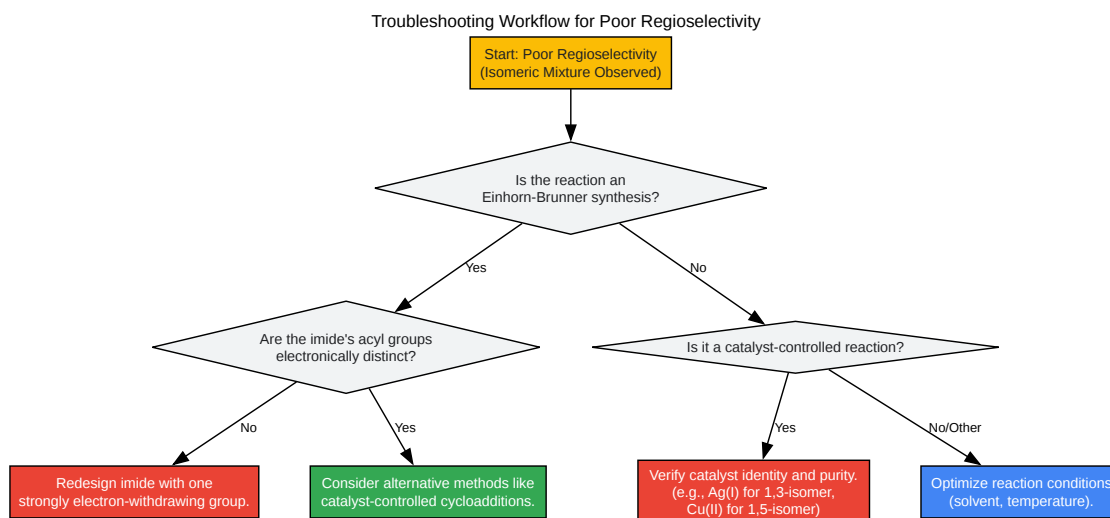 Troubleshooting Workflow for Poor Regioselectivity
Start: Poor Regioselectivity
(Isomeric Mixture Observed)
Is the reaction an
Einhorn-Brunner synthesis?
Yes
No
Are the imide's acyl groups
electronically distinct?
Is it a catalyst-controlled reaction?
No
Yes
Yes
No/Other
Redesign imide with one
strongly electron-withdrawing group.
Consider alternative methods like
catalyst-controlled cycloadditions.
Verify catalyst identity and purity.
(e.g., Ag(I) for 1,3-isomer,
Cu(II) for 1,5-isomer)
Optimize reaction conditions
(solvent, temperature).